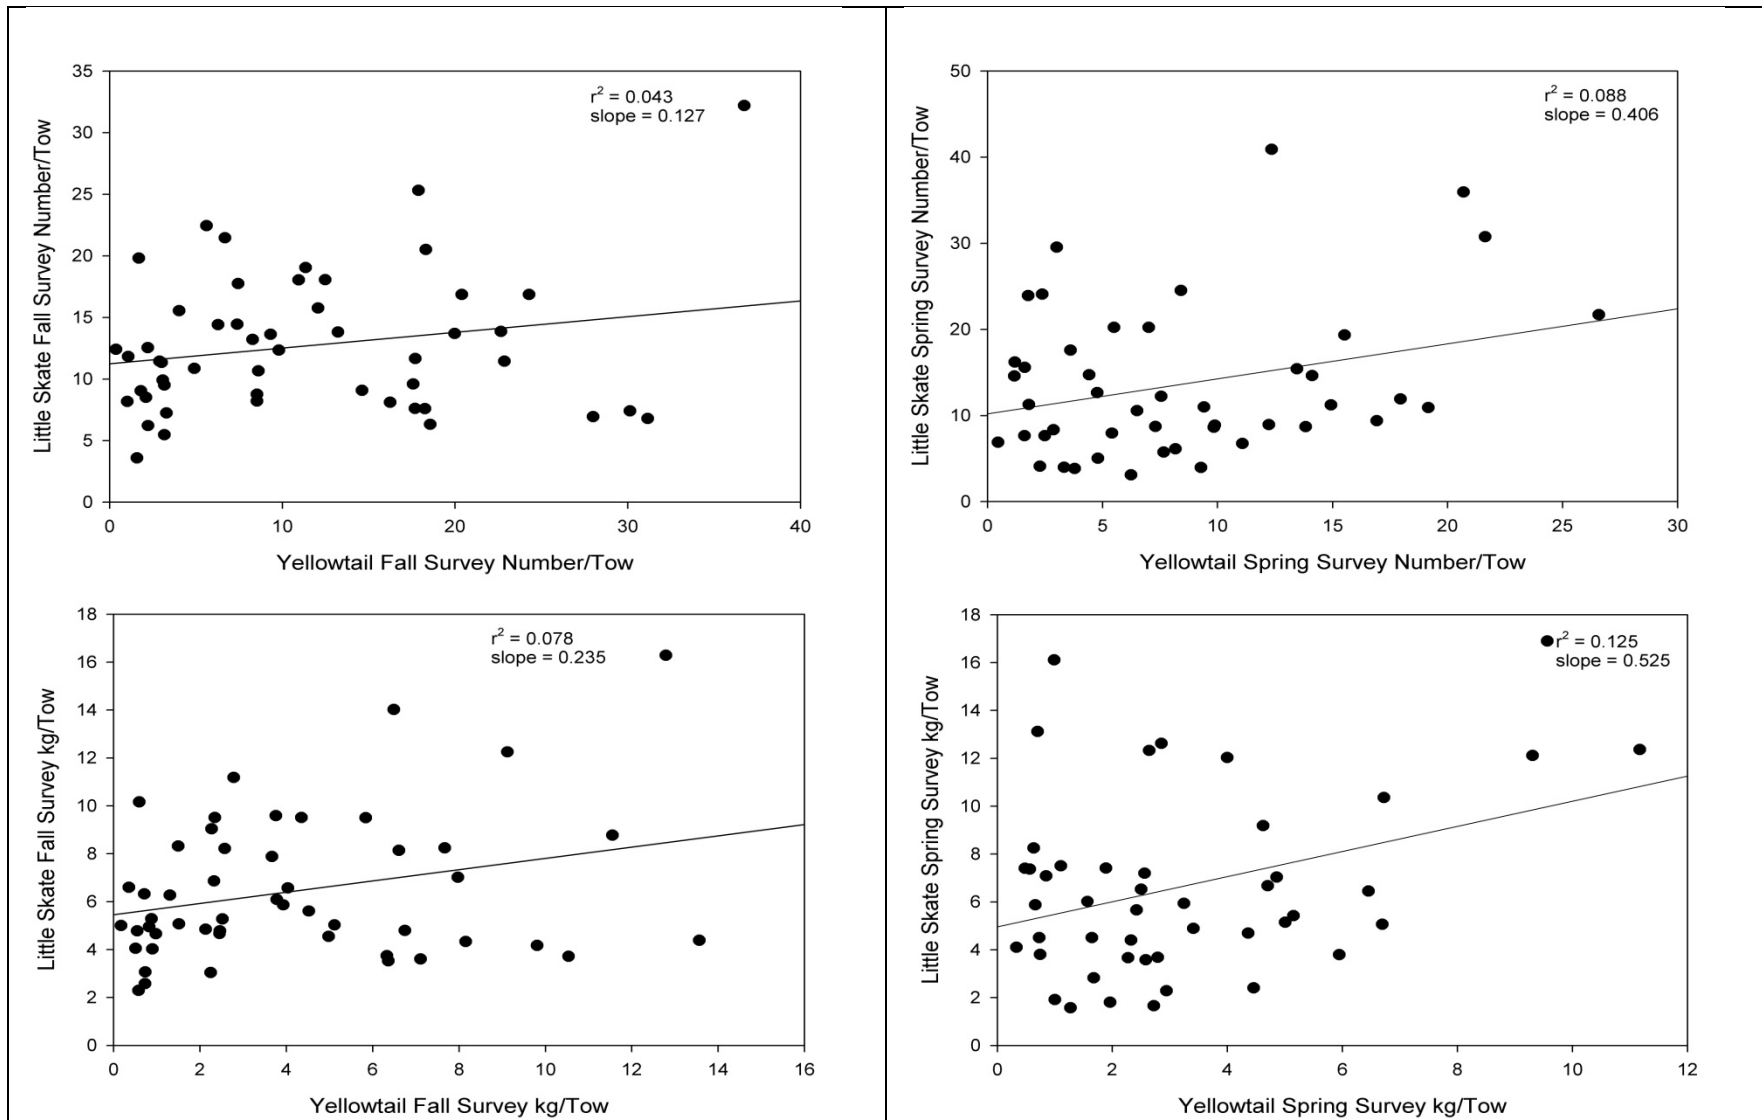 35
30
25
20
15
10
5
0
Little Skate Fall Survey Number/Tow
r² = 0.043
slope = 0.127
0 10 20 30 40
Yellowtail Fall Survey Number/Tow
50
40
30
20
10
0
Little Skate Spring Survey Number/Tow
r² = 0.088
slope = 0.406
0 5 10 15 20 25 30
Yellowtail Spring Survey Number/Tow
18
16
14
12
10
8
6
4
2
0
Little Skate Fall Survey kg/Tow
r² = 0.078
slope = 0.235
0 2 4 6 8 10 12 14 16
Yellowtail Fall Survey kg/Tow
18
16
14
12
10
8
6
4
2
0
Little Skate Spring Survey kg/Tow
r² = 0.125
slope = 0.525
0 2 4 6 8 10 12
Yellowtail Spring Survey kg/Tow